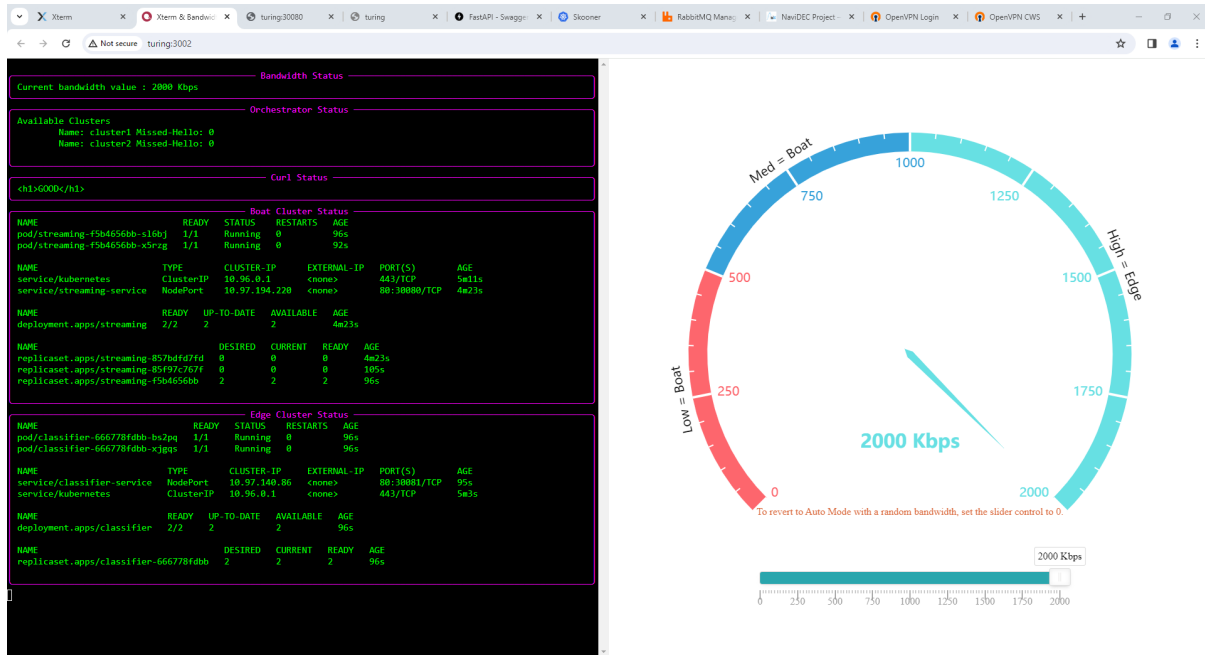 Xterm
Xterm & Bandwid
turing:30080
turing
FastAPI - Swagger
Skooner
RabbitMQ Manag
NaviDEC Project -
OpenVPN Login
OpenVPN CWS
Not secure turing:3002
Bandwidth Status
Current bandwidth value : 2000 Kbps
Orchestrator Status
Available Clusters
Name: cluster1 Missed-Hello: 0
Name: cluster2 Missed-Hello: 0
Curl Status
<h1>GOOD</h1>
Boat Cluster Status
NAME READY STATUS RESTARTS AGE
pod/streaming-f5b4656bb-sl6bj 1/1 Running 0 96s
pod/streaming-f5b4656bb-x5rzg 1/1 Running 0 92s
NAME TYPE CLUSTER-IP EXTERNAL-IP PORT(S) AGE
service/kubernetes ClusterIP 10.96.0.1 <none> 443/TCP 5m11s
service/streaming-service NodePort 10.97.194.220 <none> 80:30080/TCP 4m23s
NAME READY UP-TO-DATE AVAILABLE AGE
deployment.apps/streaming 2/2 2 2 4m23s
NAME DESIRED CURRENT READY AGE
replicaset.apps/streaming-857bdfd7fd 0 0 0 4m23s
replicaset.apps/streaming-85f97c767f 0 0 0 105s
replicaset.apps/streaming-f5b4656bb 2 2 2 96s
Edge Cluster Status
NAME READY STATUS RESTARTS AGE
pod/classifier-666778fdbb-bs2pq 1/1 Running 0 96s
pod/classifier-666778fdbb-xjgqs 1/1 Running 0 96s
NAME TYPE CLUSTER-IP EXTERNAL-IP PORT(S) AGE
service/classifier-service NodePort 10.97.140.86 <none> 80:30081/TCP 95s
service/kubernetes ClusterIP 10.96.0.1 <none> 443/TCP 5m3s
NAME READY UP-TO-DATE AVAILABLE AGE
deployment.apps/classifier 2/2 2 2 96s
NAME DESIRED CURRENT READY AGE
replicaset.apps/classifier-666778fdbb 2 2 2 96s
Low = Boat
Med = Boat
High = Edge
0
250
500
750
1000
1250
1500
1750
2000
2000 Kbps
To revert to Auto Mode with a random bandwidth, set the slider control to 0.
2000 Kbps
0 250 500 750 1000 1250 1500 1750 2000